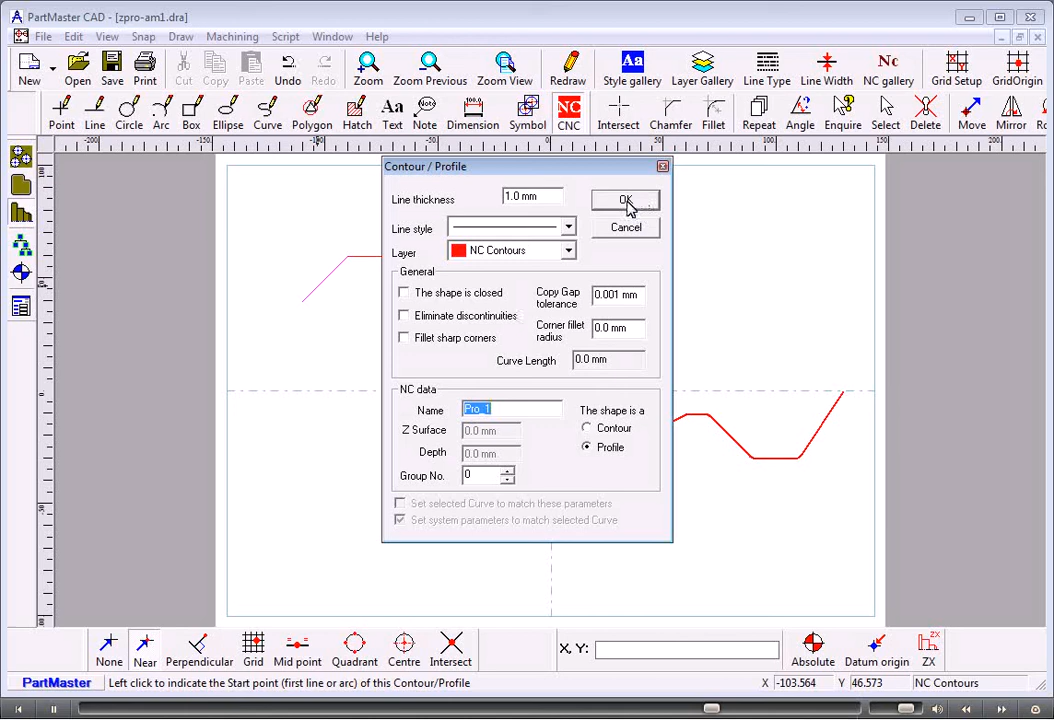 PartMaster CAD - [zpro-am1.dra]
File Edit View Snap Draw Machining Script Window Help
New Open Save Print Cut Copy Paste Undo Redo Zoom Zoom Previous Zoom View Redraw Style gallery Layer Gallery Line Type Line Width NC gallery Grid Setup GridOrigin
Point Line Circle Arc Box Ellipse Curve Polygon Hatch Text Note Dimension Symbol CNC Intersect Chamfer Fillet Repeat Angle Enquire Select Delete Move Mirror
-200 -100 0 100.0 200.0
Contour / Profile
Line thickness 1.0 mm OK
Line style Cancel
Layer NC Contours
General
The shape is closed
Eliminate discontinuities
Fillet sharp corners
Copy Gap tolerance 0.001 mm
Corner fillet radius 0.0 mm
Curve Length 0.0 mm
NC data
Name Pro_1 The shape is a
Z Surface 0.0 mm Contour
Depth 0.0 mm Profile
Group No. 0
Set selected Curve to match these parameters
Set system parameters to match selected Curve
None Near Perpendicular Grid Mid point Quadrant Centre Intersect X, Y: Absolute Datum origin ZX
PartMaster Left click to indicate the Start point (first line or arc) of this Contour/Profile X -103.564 Y 46.573 NC Contours